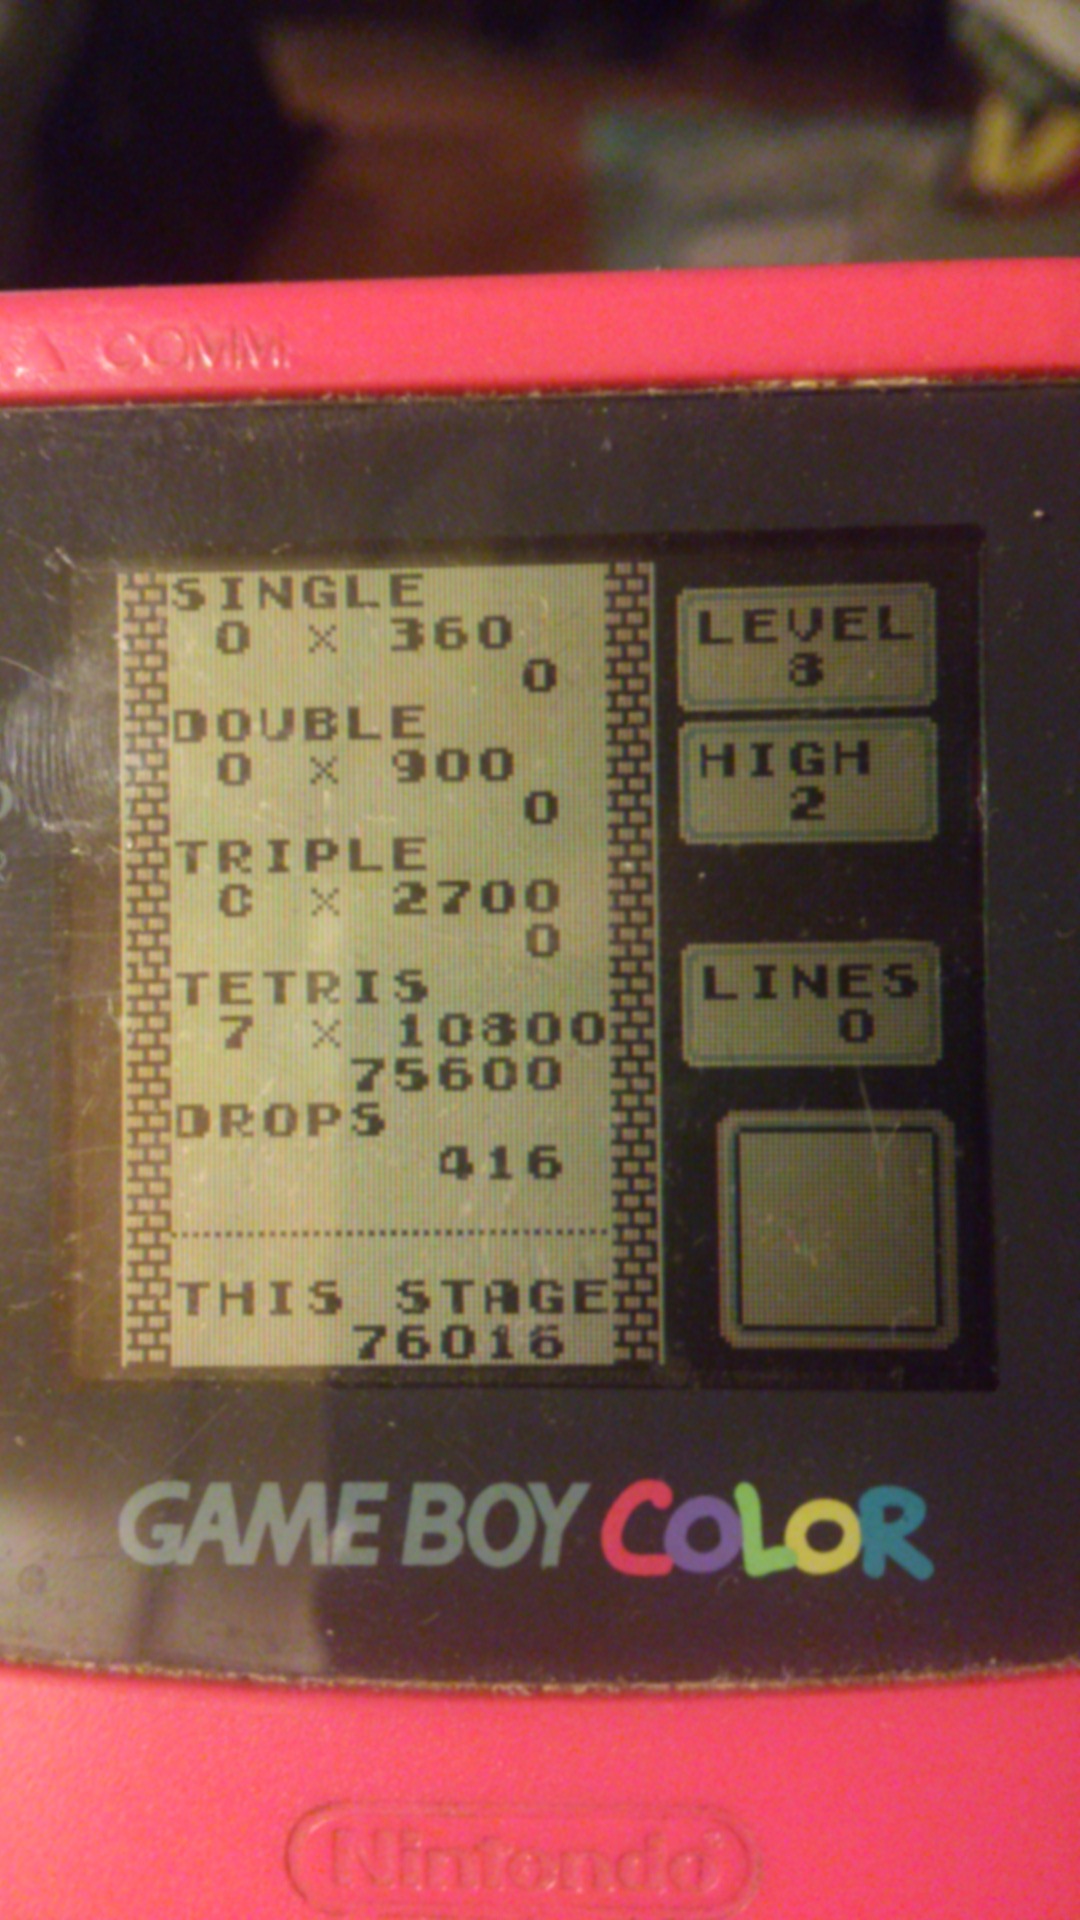 COMM.
SINGLE
0 × 360
0
DOUBLE
0 × 900
0
TRIPLE
0 × 2700
0
TETRIS
7 × 10800
75600
DROPS
416
THIS STAGE
76016
LEVEL
8
HIGH
2
LINES
0
GAME BOY COLOR
Nintendo